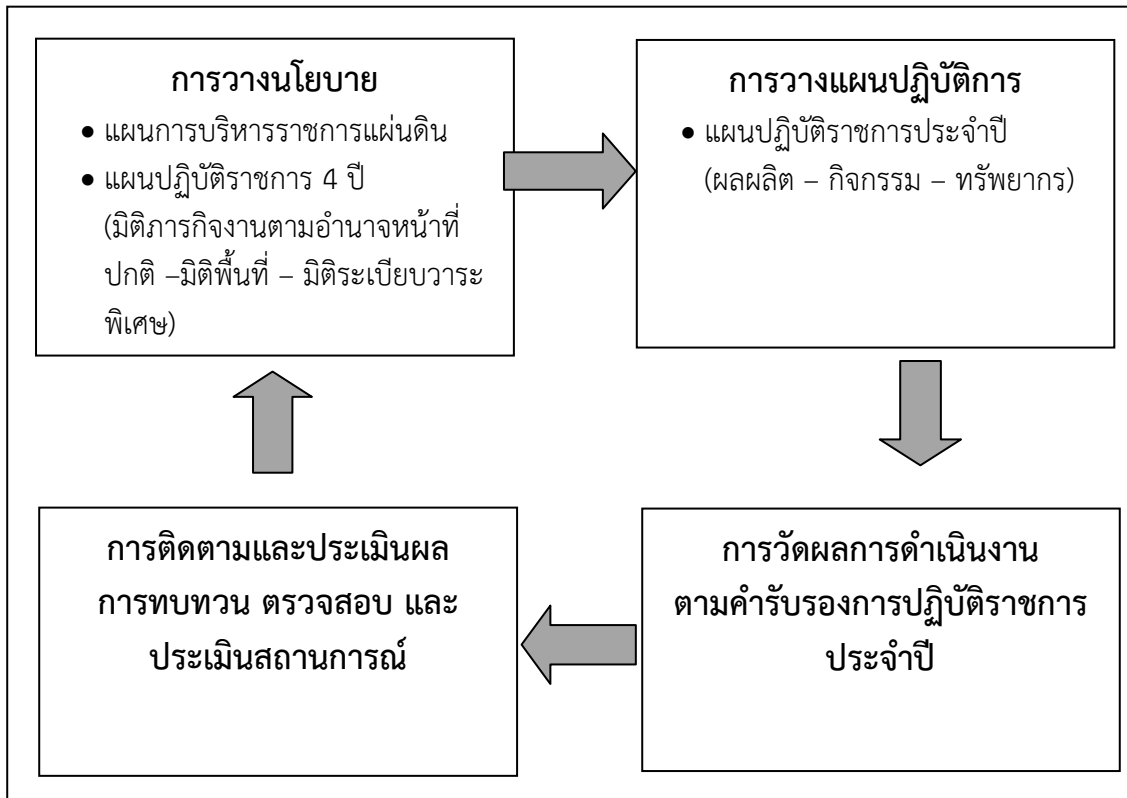 การวางนโยบาย
• แผนการบริหารราชการแผ่นดิน
• แผนปฏิบัติราชการ 4 ปี
(มิติภารกิจงานตามอำนาจหน้าที่
ปกติ –มิติพื้นที่ – มิติระเบียบวาระ
พิเศษ)
การวางแผนปฏิบัติการ
• แผนปฏิบัติราชการประจำปี
(ผลผลิต – กิจกรรม – ทรัพยากร)
การวัดผลการดำเนินงาน
ตามคำรับรองการปฏิบัติราชการ
ประจำปี
การติดตามและประเมินผล
การทบทวน ตรวจสอบ และ
ประเมินสถานการณ์